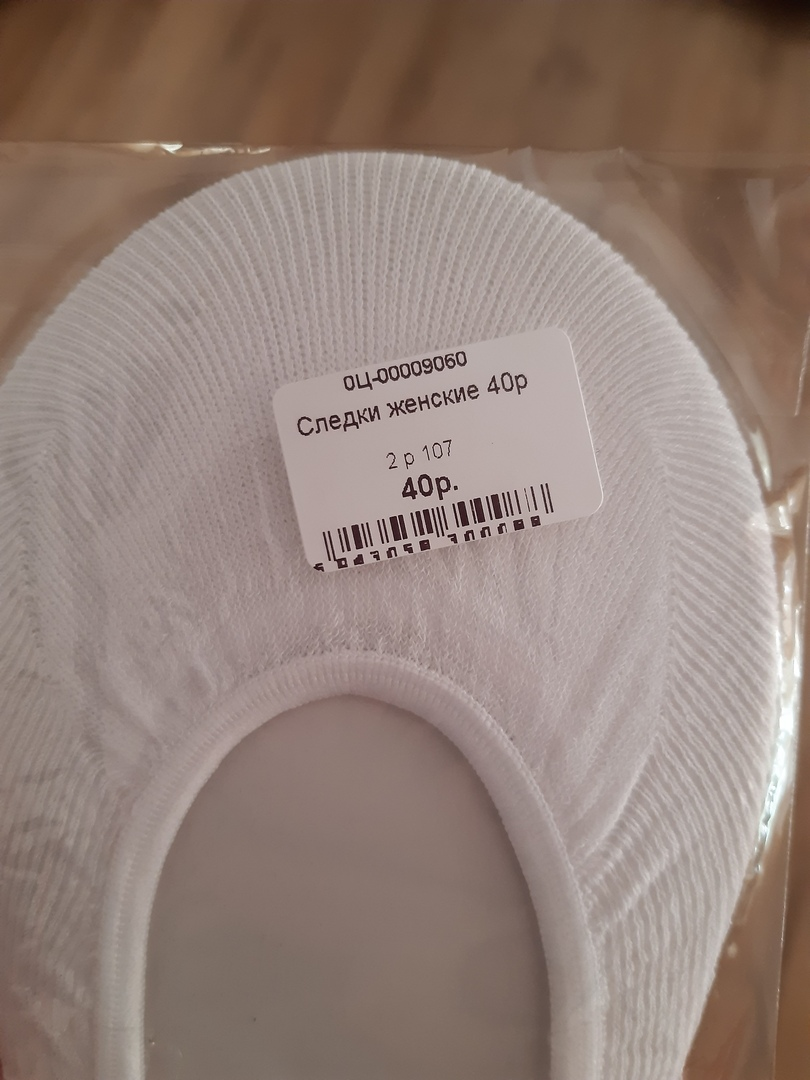 0Ц-00009060
Следки женские 40р
2 р 107
40р.